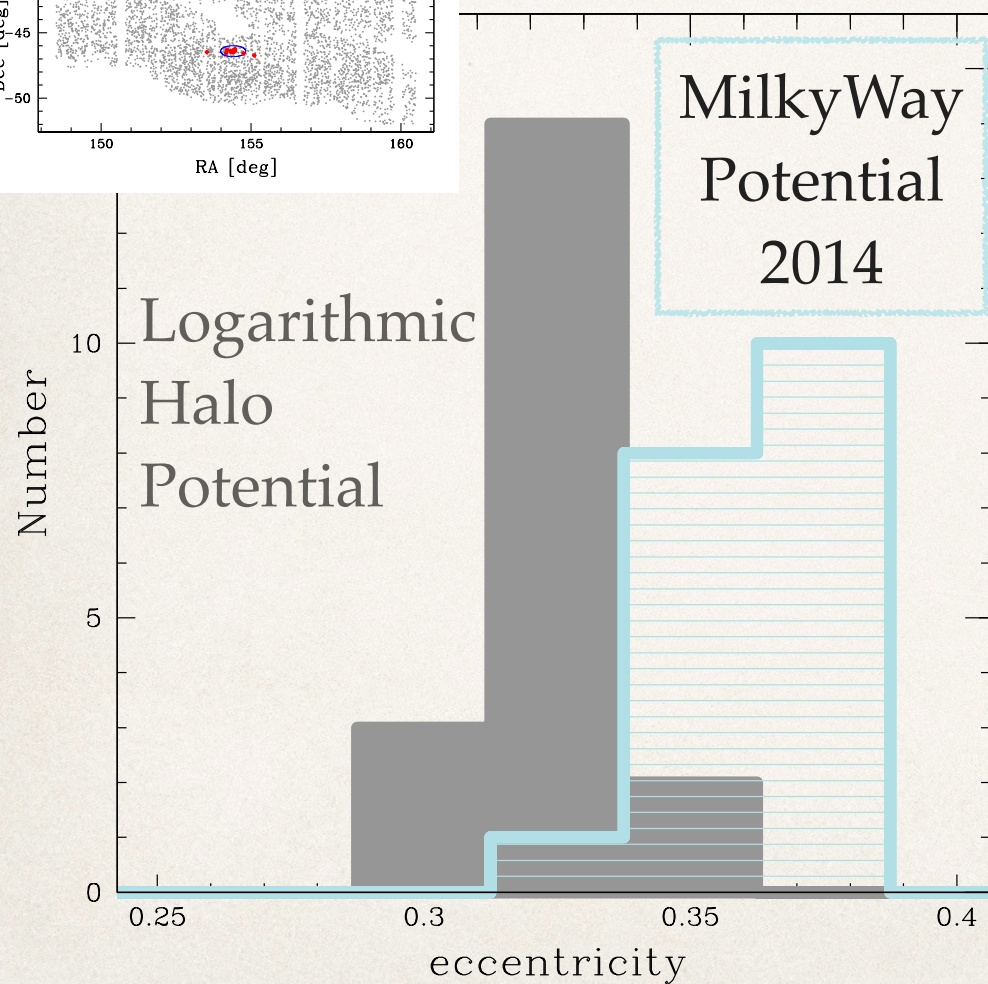 Dec [deg]
−45
−50
150 155 160
RA [deg]
MilkyWay
Potential
2014
Logarithmic
Halo
Potential
Number
10
5
0
0.25 0.3 0.35 0.4
eccentricity